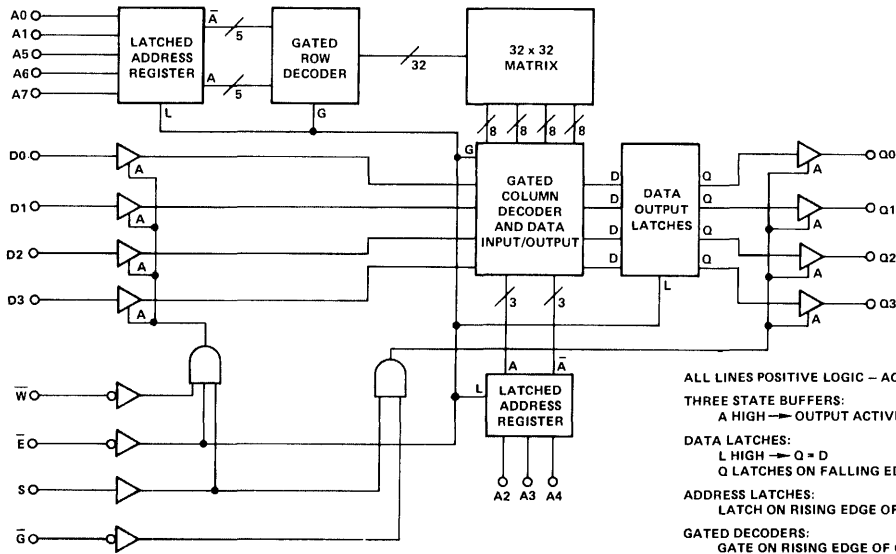 A0
A1
A5
A6
A7
LATCHED
ADDRESS
REGISTER
L
A̅
5
A
5
GATED
ROW
DECODER
G
32
32 x 32
MATRIX
8 8 8 8
D0
A
D1
A
D2
A
D3
A
G
GATED
COLUMN
DECODER
AND DATA
INPUT/OUTPUT
D
D
D
D
DATA
OUTPUT
LATCHES
L
Q
Q
Q
Q
A
Q0
A
Q1
A
Q2
A
Q3
3 3
A A̅
L
LATCHED
ADDRESS
REGISTER
A2 A3 A4
W̅
E̅
S
G̅
ALL LINES POSITIVE LOGIC – AC
THREE STATE BUFFERS:
A HIGH → OUTPUT ACTIVE
DATA LATCHES:
L HIGH → Q = D
Q LATCHES ON FALLING ED
ADDRESS LATCHES:
LATCH ON RISING EDGE OF
GATED DECODERS:
GATE ON RISING EDGE OF